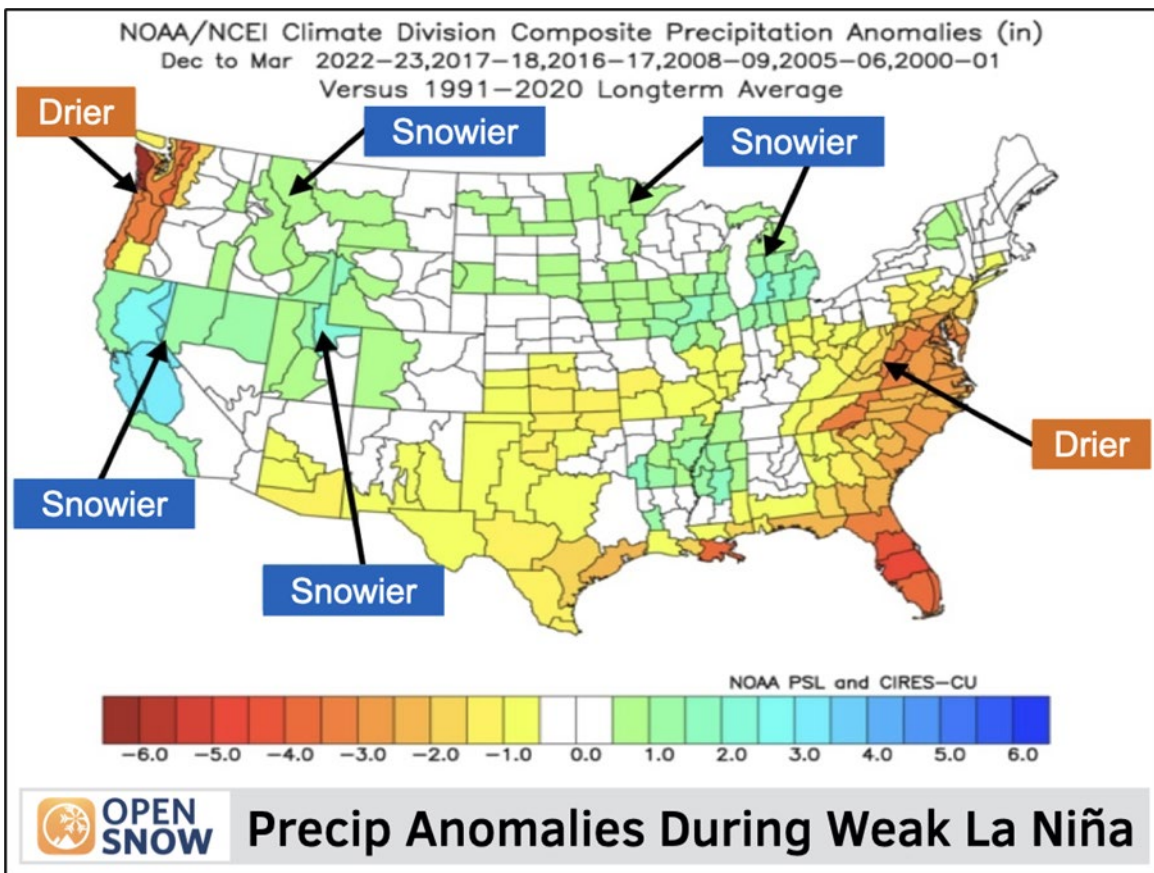 NOAA/NCEI Climate Division Composite Precipitation Anomalies (in)
Dec to Mar 2022-23,2017-18,2016-17,2008-09,2005-06,2000-01
Versus 1991-2020 Longterm Average
Drier
Snowier
Snowier
Drier
Snowier
Snowier
NOAA PSL and CIRES-CU
-6.0 -5.0 -4.0 -3.0 -2.0 -1.0 0.0 1.0 2.0 3.0 4.0 5.0 6.0
OPEN
SNOW
Precip Anomalies During Weak La Niña